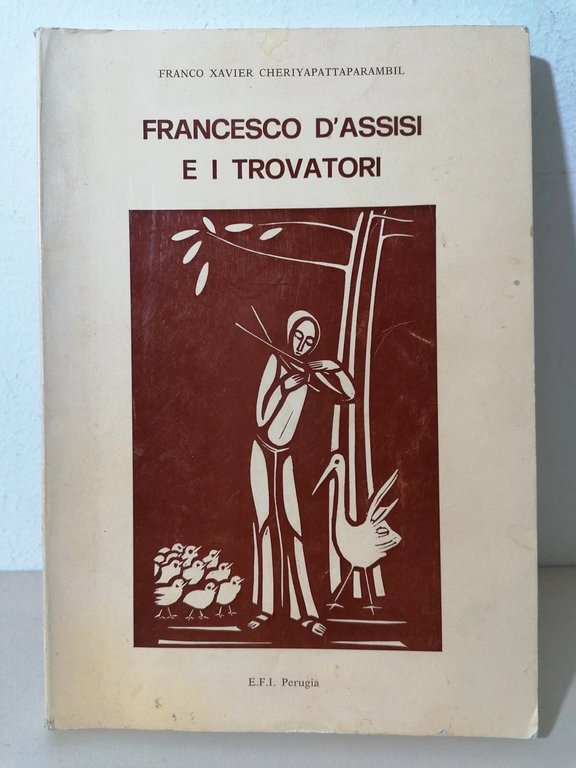 FRANCO XAVIER CHERIYAPATTAPARAMBIL
FRANCESCO D'ASSISI
E I TROVATORI
E.F.I. Perugia